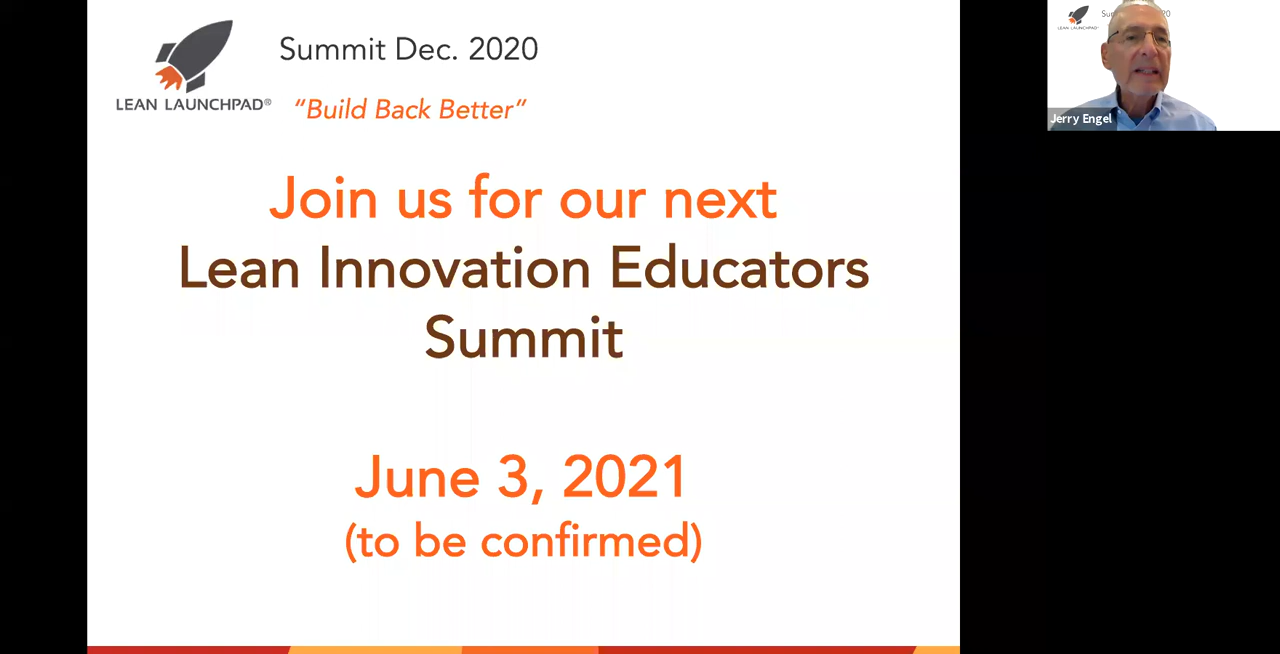 Summit Dec. 2020
LEAN LAUNCHPAD®
“Build Back Better”
Join us for our next
Lean Innovation Educators
Summit
June 3, 2021
(to be confirmed)
Jerry Engel